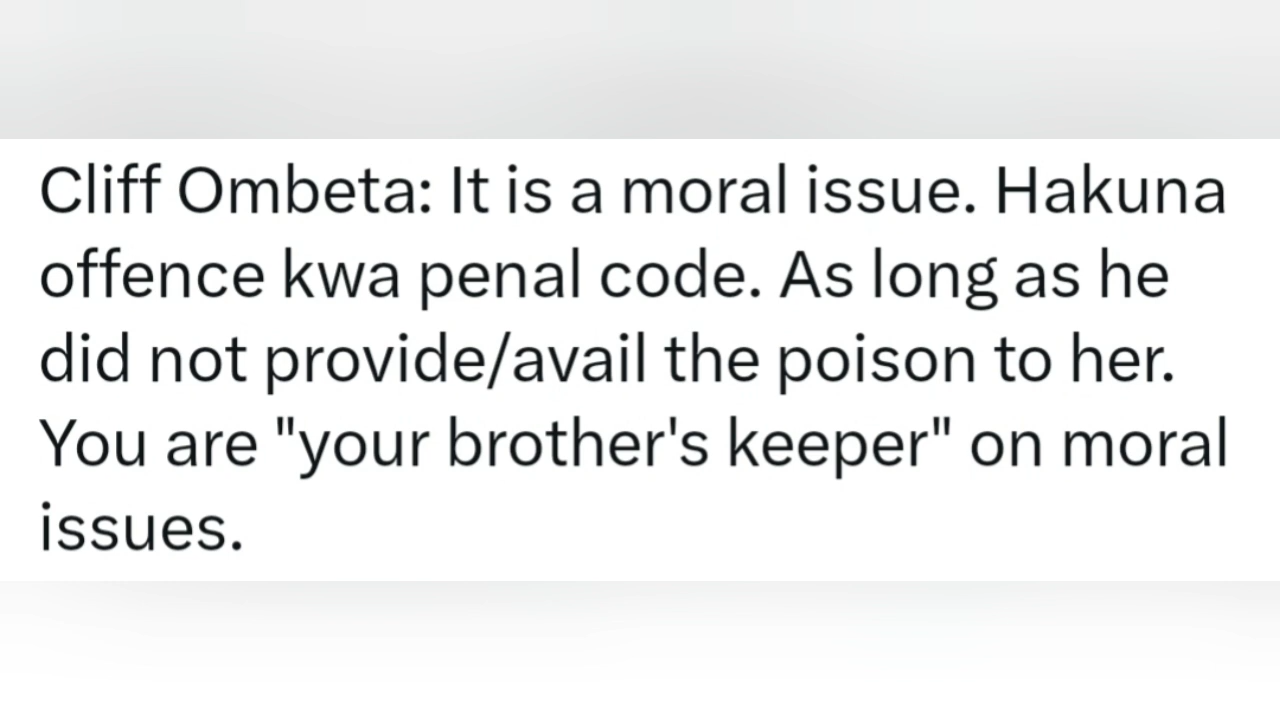 Cliff Ombeta: It is a moral issue. Hakuna
offence kwa penal code. As long as he
did not provide/avail the poison to her.
You are "your brother's keeper" on moral
issues.